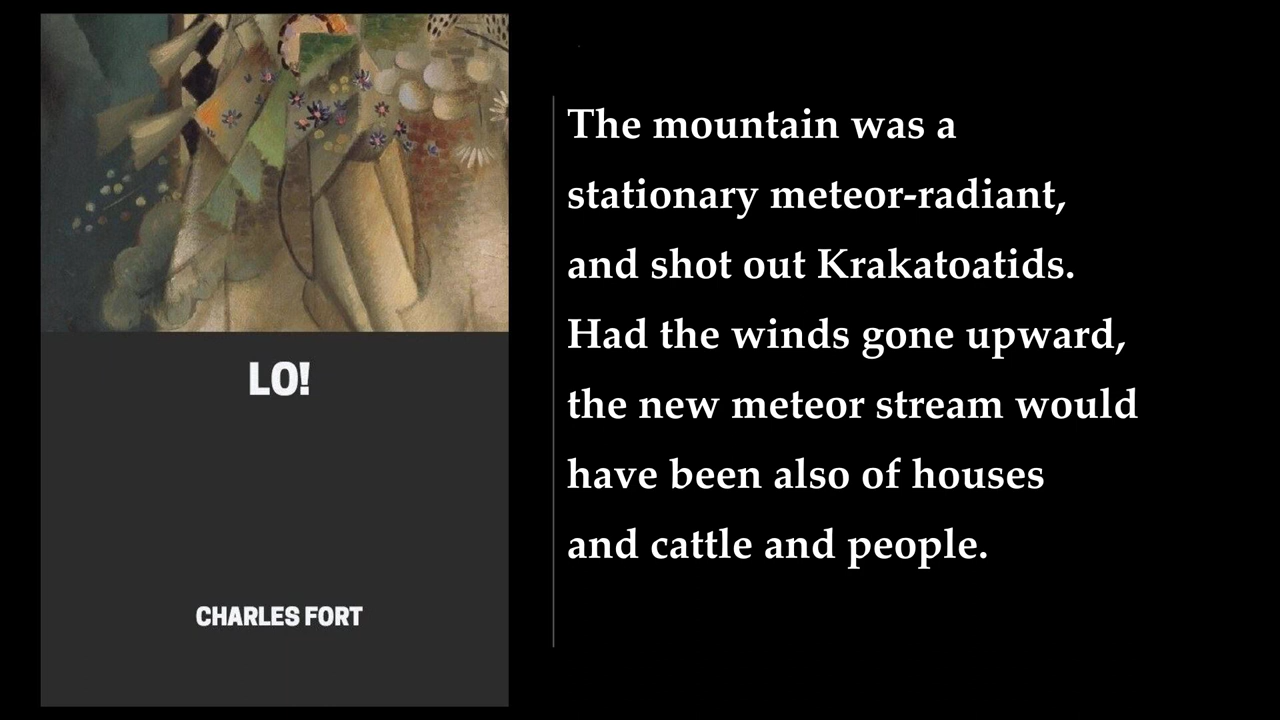 LO!
CHARLES FORT
The mountain was a
stationary meteor-radiant,
and shot out Krakatoatids.
Had the winds gone upward,
the new meteor stream would
have been also of houses
and cattle and people.